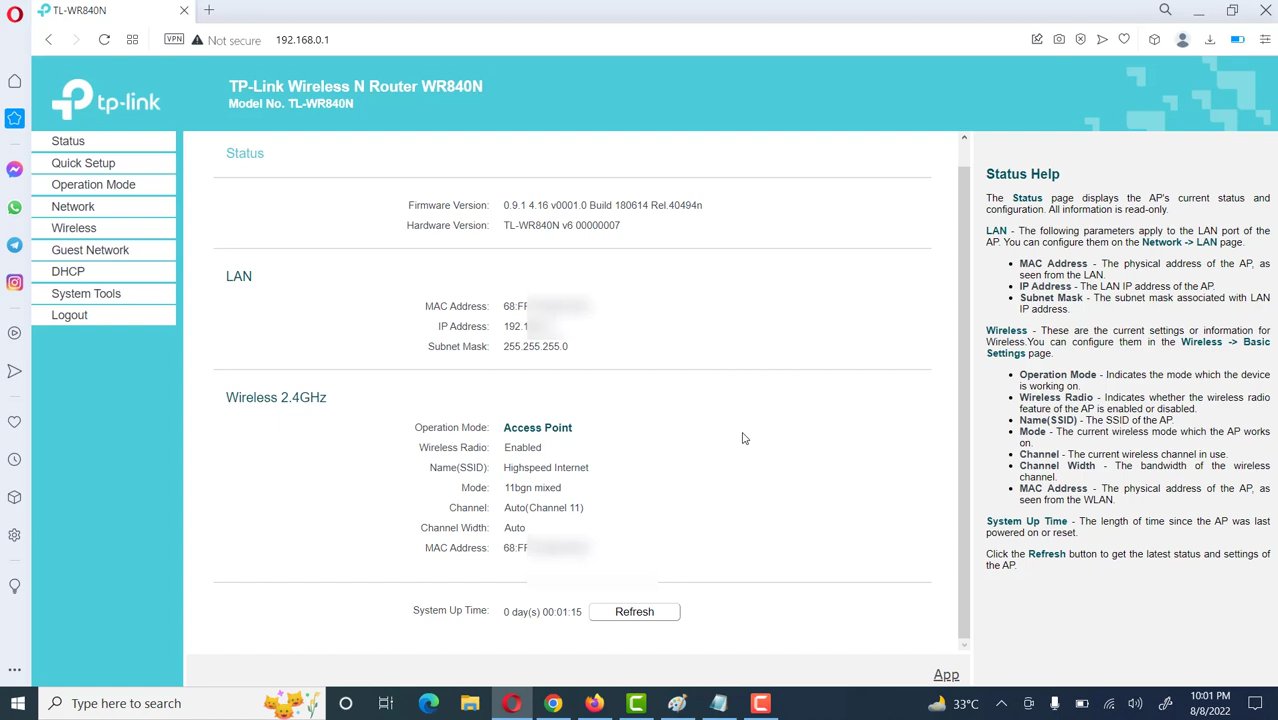 TL-WR840N
VPN
Not secure
192.168.0.1
tp-link
TP-Link Wireless N Router WR840N
Model No. TL-WR840N
Status
Quick Setup
Operation Mode
Network
Wireless
Guest Network
DHCP
System Tools
Logout
Status
Firmware Version: 0.9.1 4.16 v0001.0 Build 180614 Rel.40494n
Hardware Version: TL-WR840N v6 00000007
LAN
MAC Address: 68:FF
IP Address: 192.1
Subnet Mask: 255.255.255.0
Wireless 2.4GHz
Operation Mode: Access Point
Wireless Radio: Enabled
Name(SSID): Highspeed Internet
Mode: 11bgn mixed
Channel: Auto(Channel 11)
Channel Width: Auto
MAC Address: 68:FF
System Up Time: 0 day(s) 00:01:15 Refresh
App
Status Help
The Status page displays the AP's current status and
configuration. All information is read-only.
LAN - The following parameters apply to the LAN port of the
AP. You can configure them on the Network -> LAN page.
• MAC Address - The physical address of the AP, as
seen from the LAN.
• IP Address - The LAN IP address of the AP.
• Subnet Mask - The subnet mask associated with LAN
IP address.
Wireless - These are the current settings or information for
Wireless.You can configure them in the Wireless -> Basic
Settings page.
• Operation Mode - Indicates the mode which the device
is working on.
• Wireless Radio - Indicates whether the wireless radio
feature of the AP is enabled or disabled.
• Name(SSID) - The SSID of the AP.
• Mode - The current wireless mode which the AP works
on.
• Channel - The current wireless channel in use.
• Channel Width - The bandwidth of the wireless
channel.
• MAC Address - The physical address of the AP, as
seen from the WLAN.
System Up Time - The length of time since the AP was last
powered on or reset.
Click the Refresh button to get the latest status and settings of
the AP.
Type here to search
33°C
10:01 PM
8/8/2022